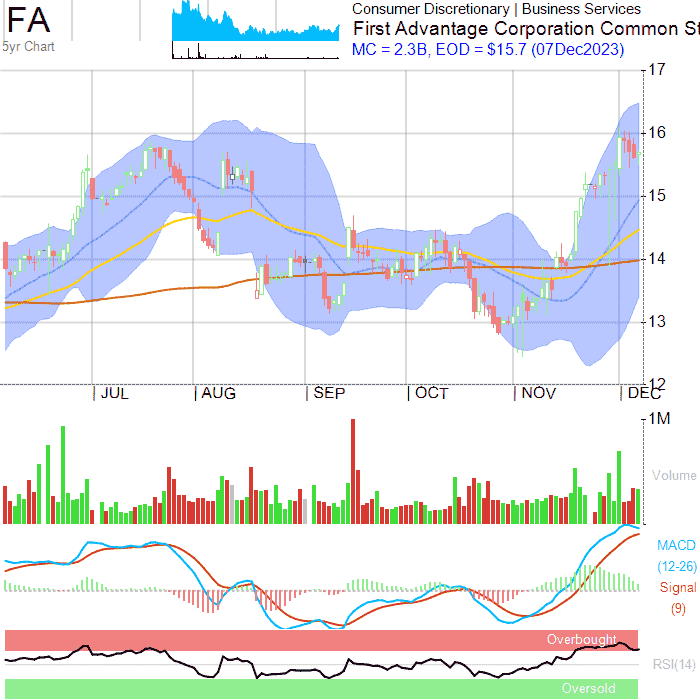 FA
5yr Chart
Consumer Discretionary | Business Services
First Advantage Corporation Common St
MC = 2.3B, EOD = $15.7 (07Dec2023)
17
16
15
14
13
12
JUL AUG SEP OCT NOV DEC
1M
Volume
MACD
(12-26)
Signal
(9)
Overbought
RSI(14)
Oversold